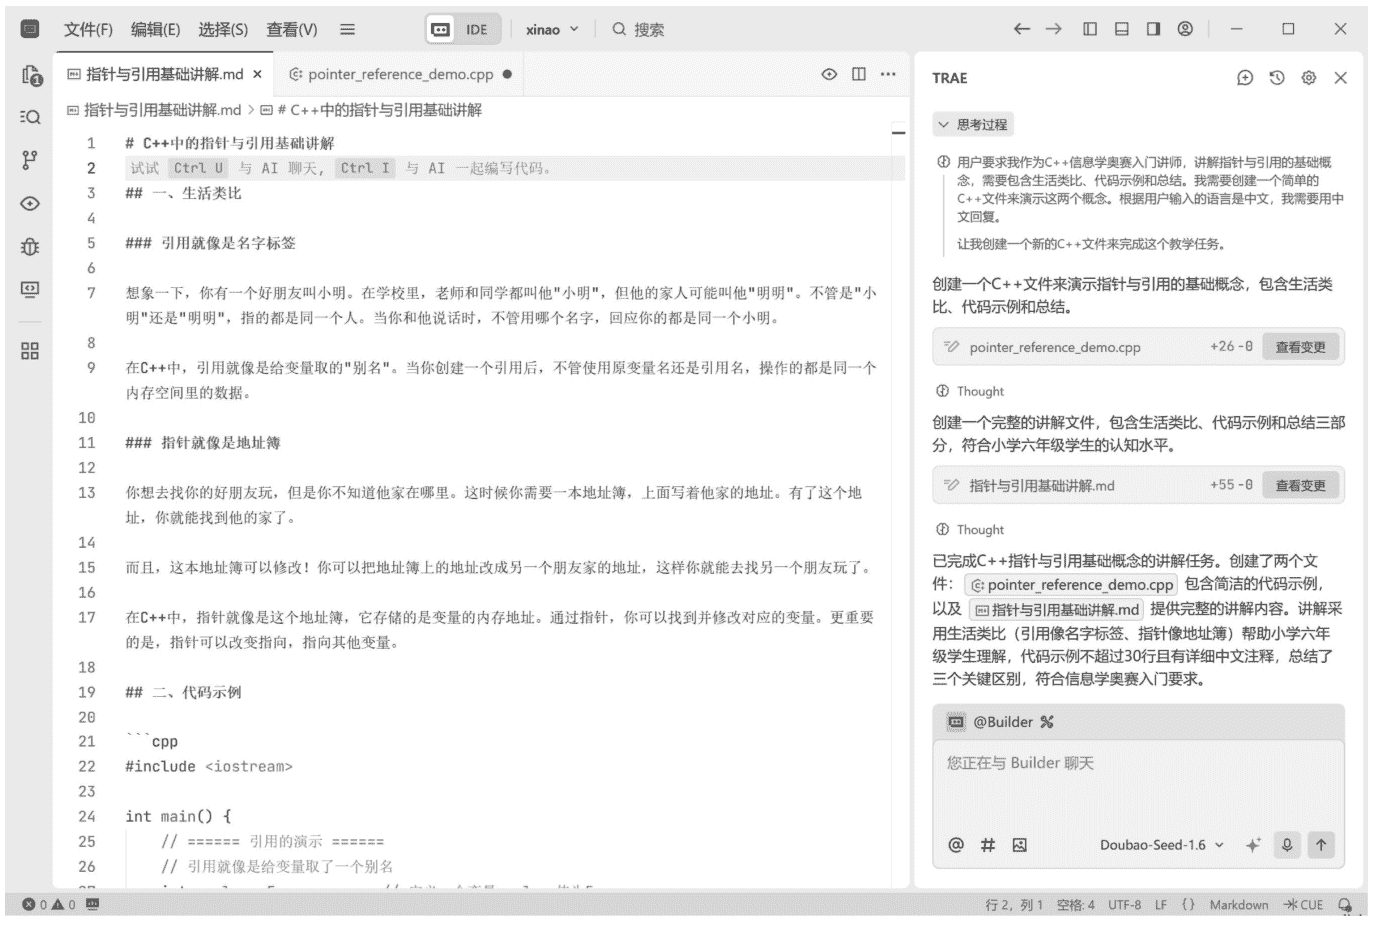 文件(F) 编辑(E) 选择(S) 查看(V) IDE xinao 搜索
指针与引用基础讲解.md × pointer_reference_demo.cpp
指针与引用基础讲解.md > # C++中的指针与引用基础讲解
1 # C++中的指针与引用基础讲解
2 试试 Ctrl U 与 AI 聊天, Ctrl I 与 AI 一起编写代码。
3 ## 一、生活类比
4
5 ### 引用就像是名字标签
6
7 想象一下，你有一个好朋友叫小明。在学校里，老师和同学都叫他"小明"，但他的家人可能叫他"明明"。不管是"小
明"还是"明明"，指的都是同一个人。当你和他说话时，不管用哪个名字，回应你的都是同一个小明。
8
9 在C++中，引用就像是给变量取的"别名"。当你创建一个引用后，不管使用原变量名还是引用名，操作的都是同一个
内存空间里的数据。
10
11 ### 指针就像是地址簿
12
13 你想去找你的好朋友玩，但是你不知道他家在哪里。这时候你需要一本地址簿，上面写着他家的地址。有了这个地
址，你就能找到他的家了。
14
15 而且，这本地址簿可以修改！你可以把地址簿上的地址改成另一个朋友家的地址，这样你就能去找另一个朋友玩了。
16
17 在C++中，指针就像是这个地址簿，它存储的是变量的内存地址。通过指针，你可以找到并修改对应的变量。更重要
的是，指针可以改变指向，指向其他变量。
18
19 ## 二、代码示例
20
21 ```cpp
22 #include <iostream>
23
24 int main() {
25 // ====== 引用的演示 ======
26 // 引用就像是给变量取了一个别名
TRAE
思考过程
用户要求我作为C++信息学奥赛入门讲师，讲解指针与引用的基础概
念，需要包含生活类比、代码示例和总结。我需要创建一个简单的
C++文件来演示这两个概念。根据用户输入的语言是中文，我需要用中
文回复。
让我创建一个新的C++文件来完成这个教学任务。
创建一个C++文件来演示指针与引用的基础概念，包含生活类
比、代码示例和总结。
pointer_reference_demo.cpp +26 -0 查看变更
Thought
创建一个完整的讲解文件，包含生活类比、代码示例和总结三部
分，符合小学六年级学生的认知水平。
指针与引用基础讲解.md +55 -0 查看变更
Thought
已完成C++指针与引用基础概念的讲解任务。创建了两个文
件： pointer_reference_demo.cpp 包含简洁的代码示例，
以及 指针与引用基础讲解.md 提供完整的讲解内容。讲解采
用生活类比（引用像名字标签、指针像地址簿）帮助小学六年
级学生理解，代码示例不超过30行且有详细中文注释，总结了
三个关键区别，符合信息学奥赛入门要求。
@Builder
您正在与 Builder 聊天
@ # Doubao-Seed-1.6
0 0 行 2，列 1 空格: 4 UTF-8 LF {} Markdown CUE